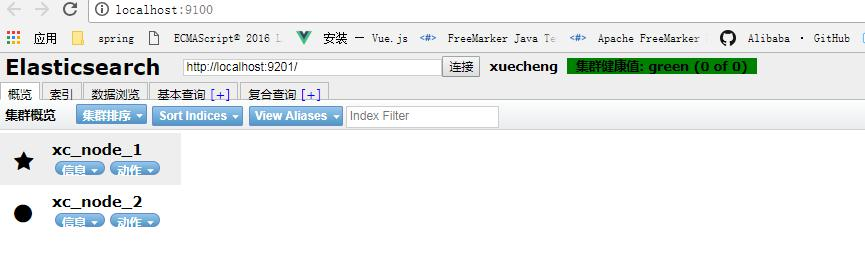 localhost:9100
应用 spring ECMAScript® 2016 L 安装 — Vue.js FreeMarker Java Te Apache FreeMarker Alibaba · GitHub
Elasticsearch http://localhost:9201/ 连接 xuecheng 集群健康值: green (0 of 0)
概览 索引 数据浏览 基本查询 [+] 复合查询 [+]
集群概览 集群排序 Sort Indices View Aliases Index Filter
xc_node_1
信息 动作
xc_node_2
信息 动作